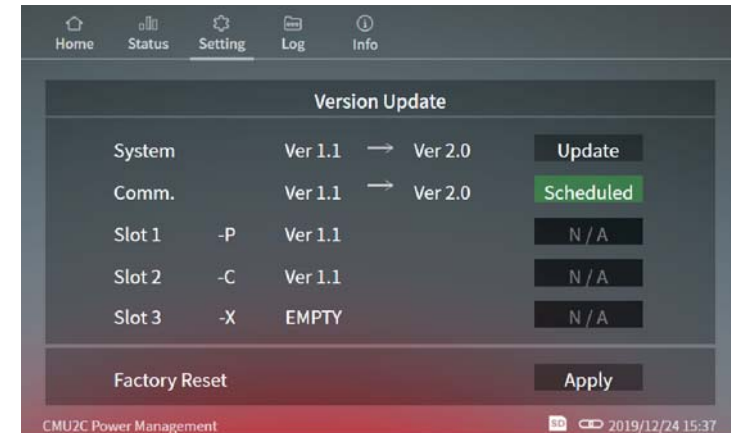 Home Status Setting Log Info
Version Update
System Ver 1.1 → Ver 2.0 Update
Comm. Ver 1.1 → Ver 2.0 Scheduled
Slot 1 -P Ver 1.1 N / A
Slot 2 -C Ver 1.1 N / A
Slot 3 -X EMPTY N / A
Factory Reset Apply
CMU2C Power Management SD 2019/12/24 15:37